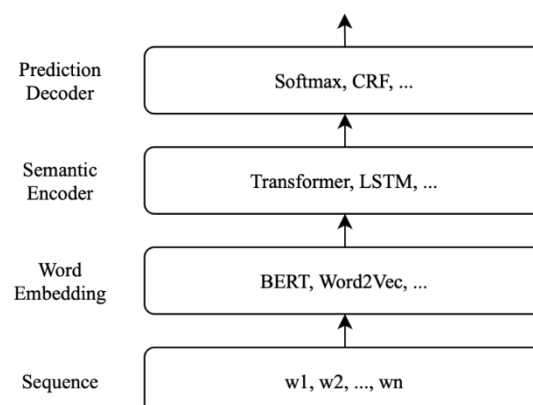 Prediction
Decoder
Softmax, CRF, ...
Semantic
Encoder
Transformer, LSTM, ...
Word
Embedding
BERT, Word2Vec, ...
Sequence
w1, w2, ..., wn